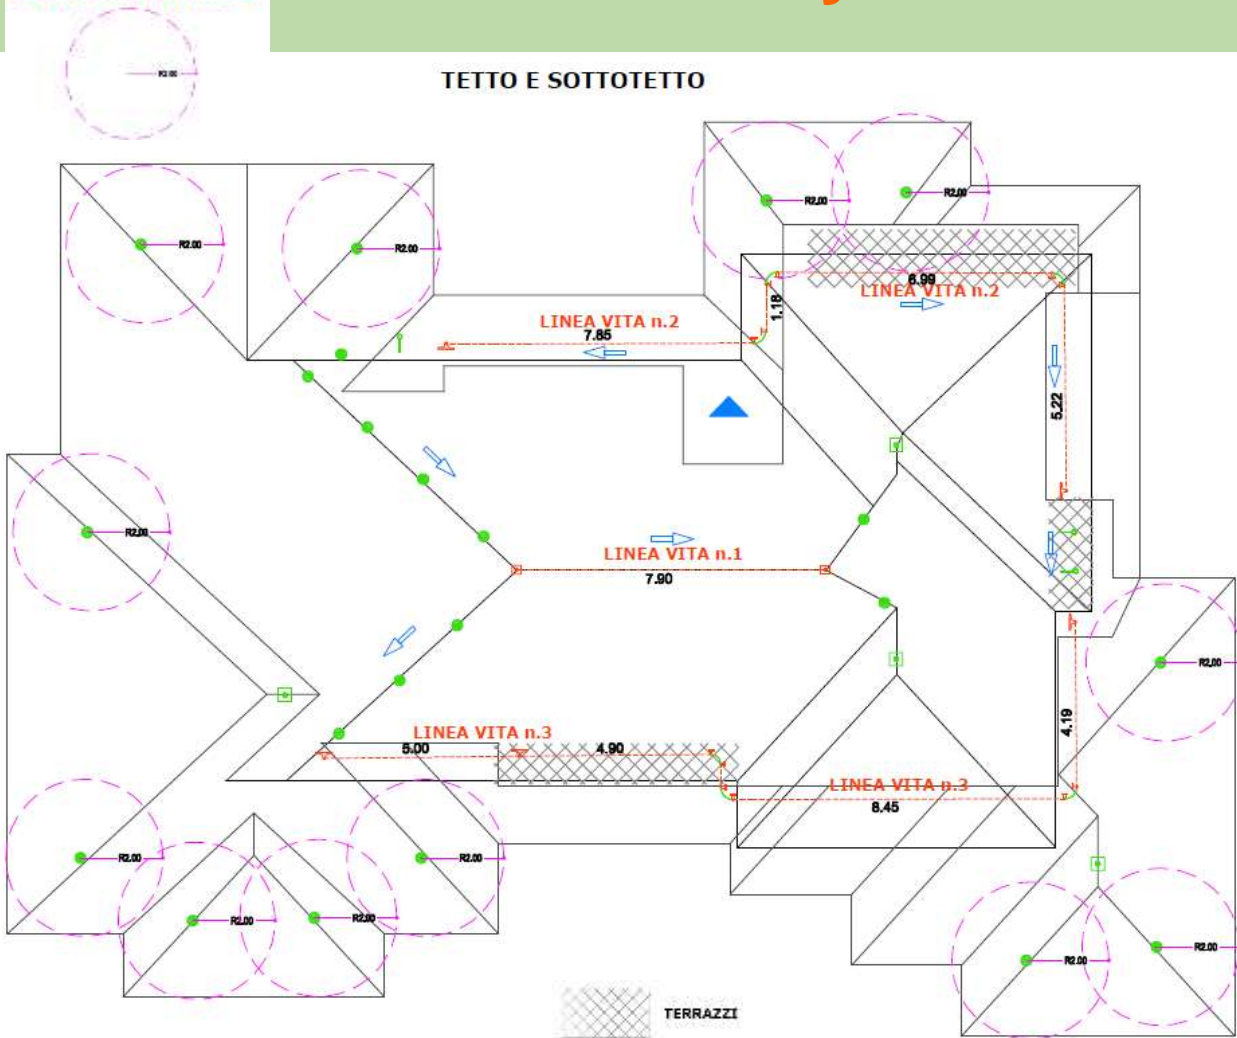 R2.00
TETTO E SOTTOTETTO
R2.00
R2.00
R2.00
R2.00
6.99
LINEA VITA n.2
1.18
LINEA VITA n.2
7.85
5.22
R2.00
LINEA VITA n.1
7.90
R2.00
4.19
LINEA VITA n.3
5.00
4.90
LINEA VITA n.3
8.45
R2.00
R2.00
R2.00
R2.00
R2.00
R2.00
TERRAZZI